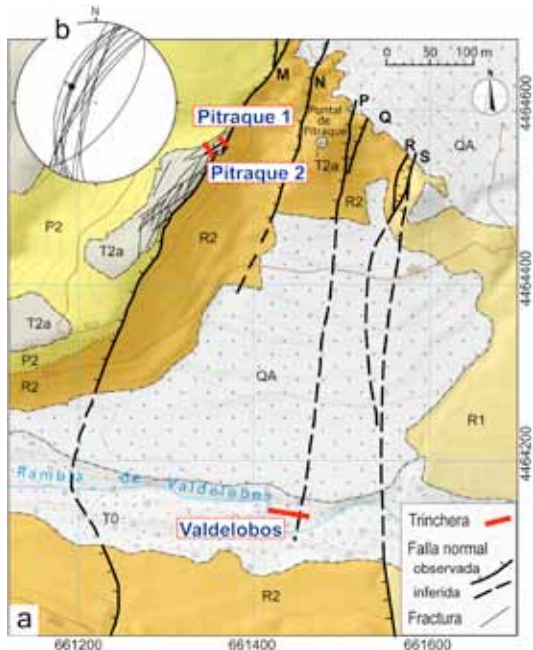 b
N
0 50 100 m
N
M
N
P
Q
R
S
Pitraque 1
Pitraque 2
Puntal
de
Pitraque
T2a
R2
QA
P2
T2a
R2
T2a
P2
R2
QA
R1
Rambla de Valdelobos
T0
Valdelobos
R2
a
Trinchera
Falla normal
observada
inferida
Fractura
4464600
4464400
4464200
661200
661400
661600